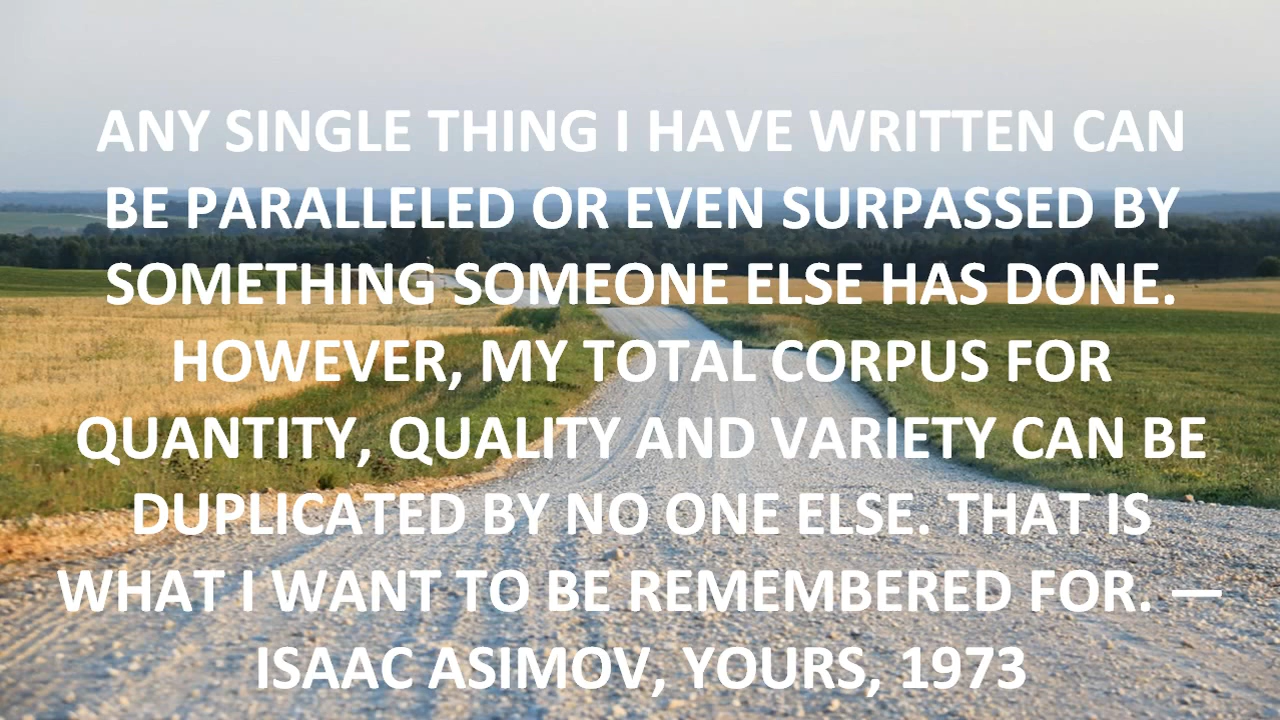 ANY SINGLE THING I HAVE WRITTEN CAN
BE PARALLELED OR EVEN SURPASSED BY
SOMETHING SOMEONE ELSE HAS DONE.
HOWEVER, MY TOTAL CORPUS FOR
QUANTITY, QUALITY AND VARIETY CAN BE
DUPLICATED BY NO ONE ELSE. THAT IS
WHAT I WANT TO BE REMEMBERED FOR. —
ISAAC ASIMOV, YOURS, 1973